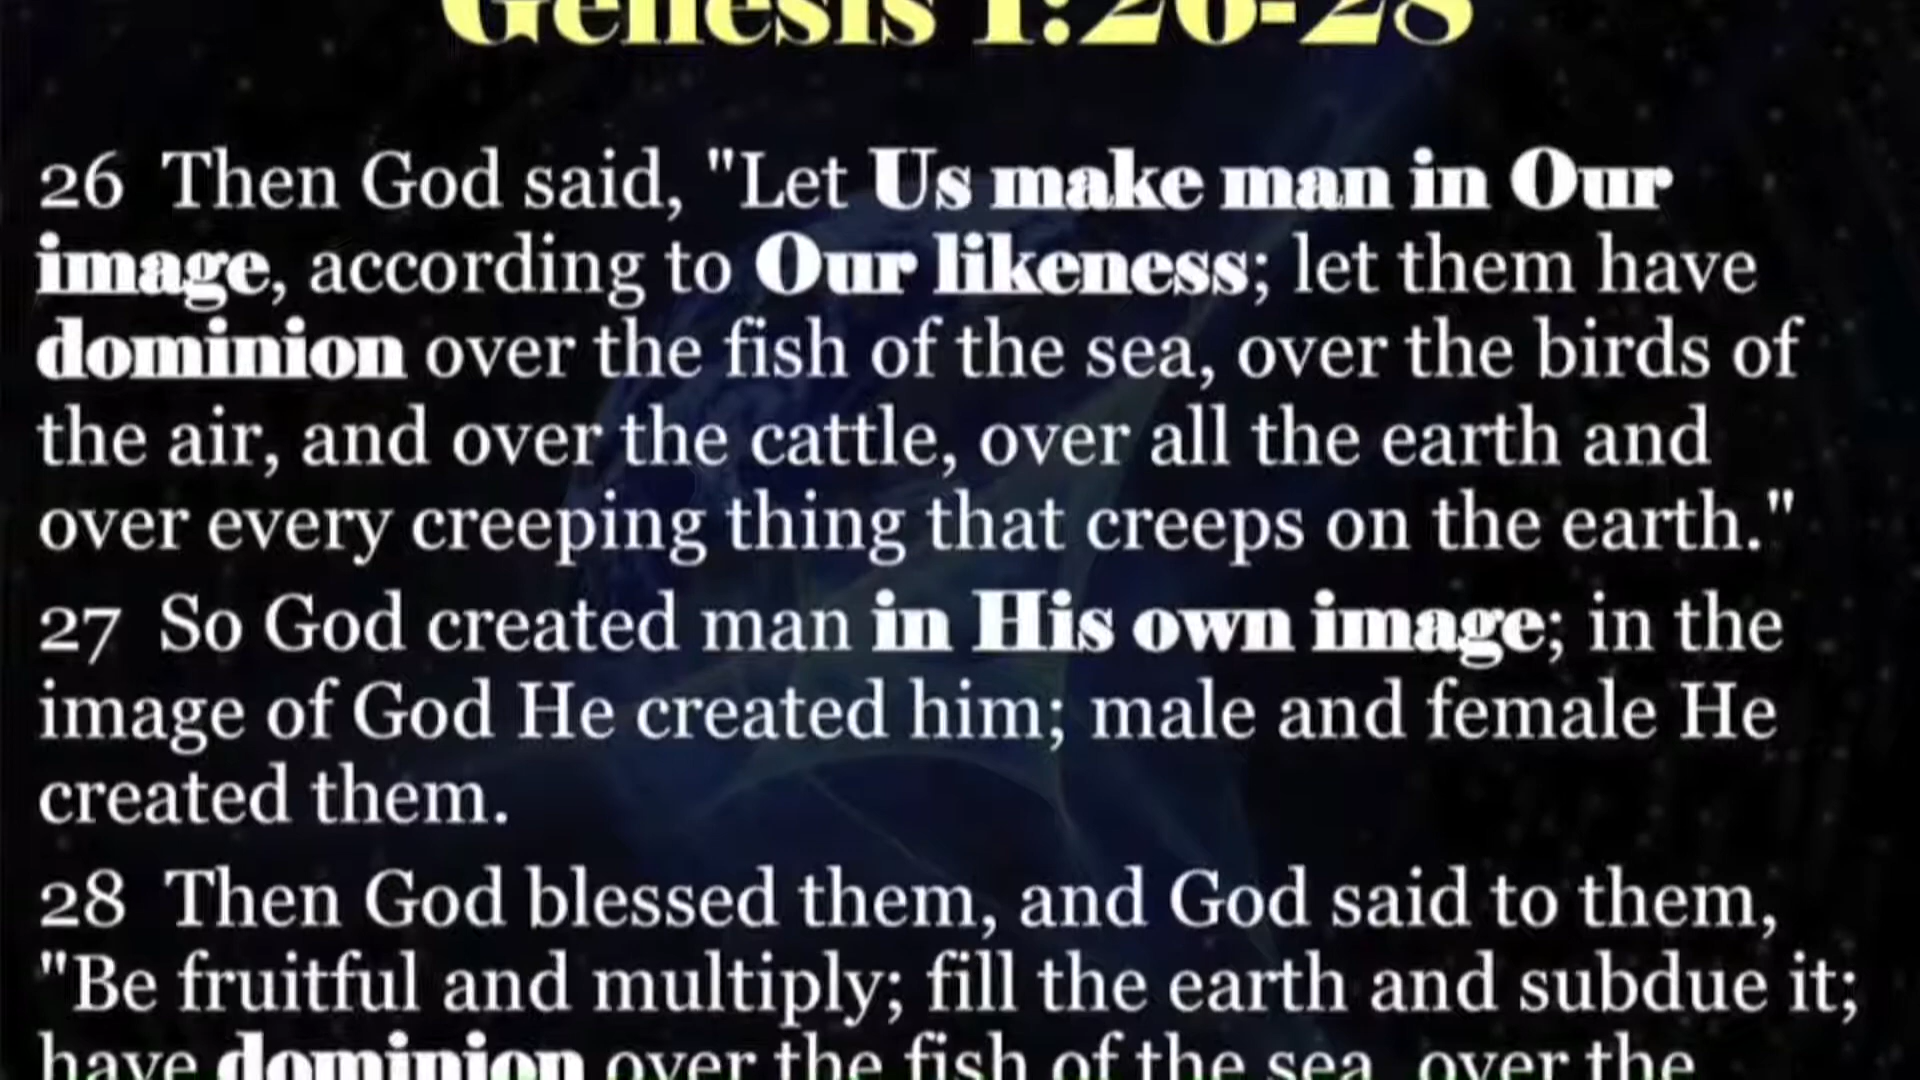 Genesis 1:26-28
26 Then God said, "Let Us make man in Our
image, according to Our likeness; let them have
dominion over the fish of the sea, over the birds of
the air, and over the cattle, over all the earth and
over every creeping thing that creeps on the earth."
27 So God created man in His own image; in the
image of God He created him; male and female He
created them.
28 Then God blessed them, and God said to them,
"Be fruitful and multiply; fill the earth and subdue it;
have dominion over the fish of the sea, over the